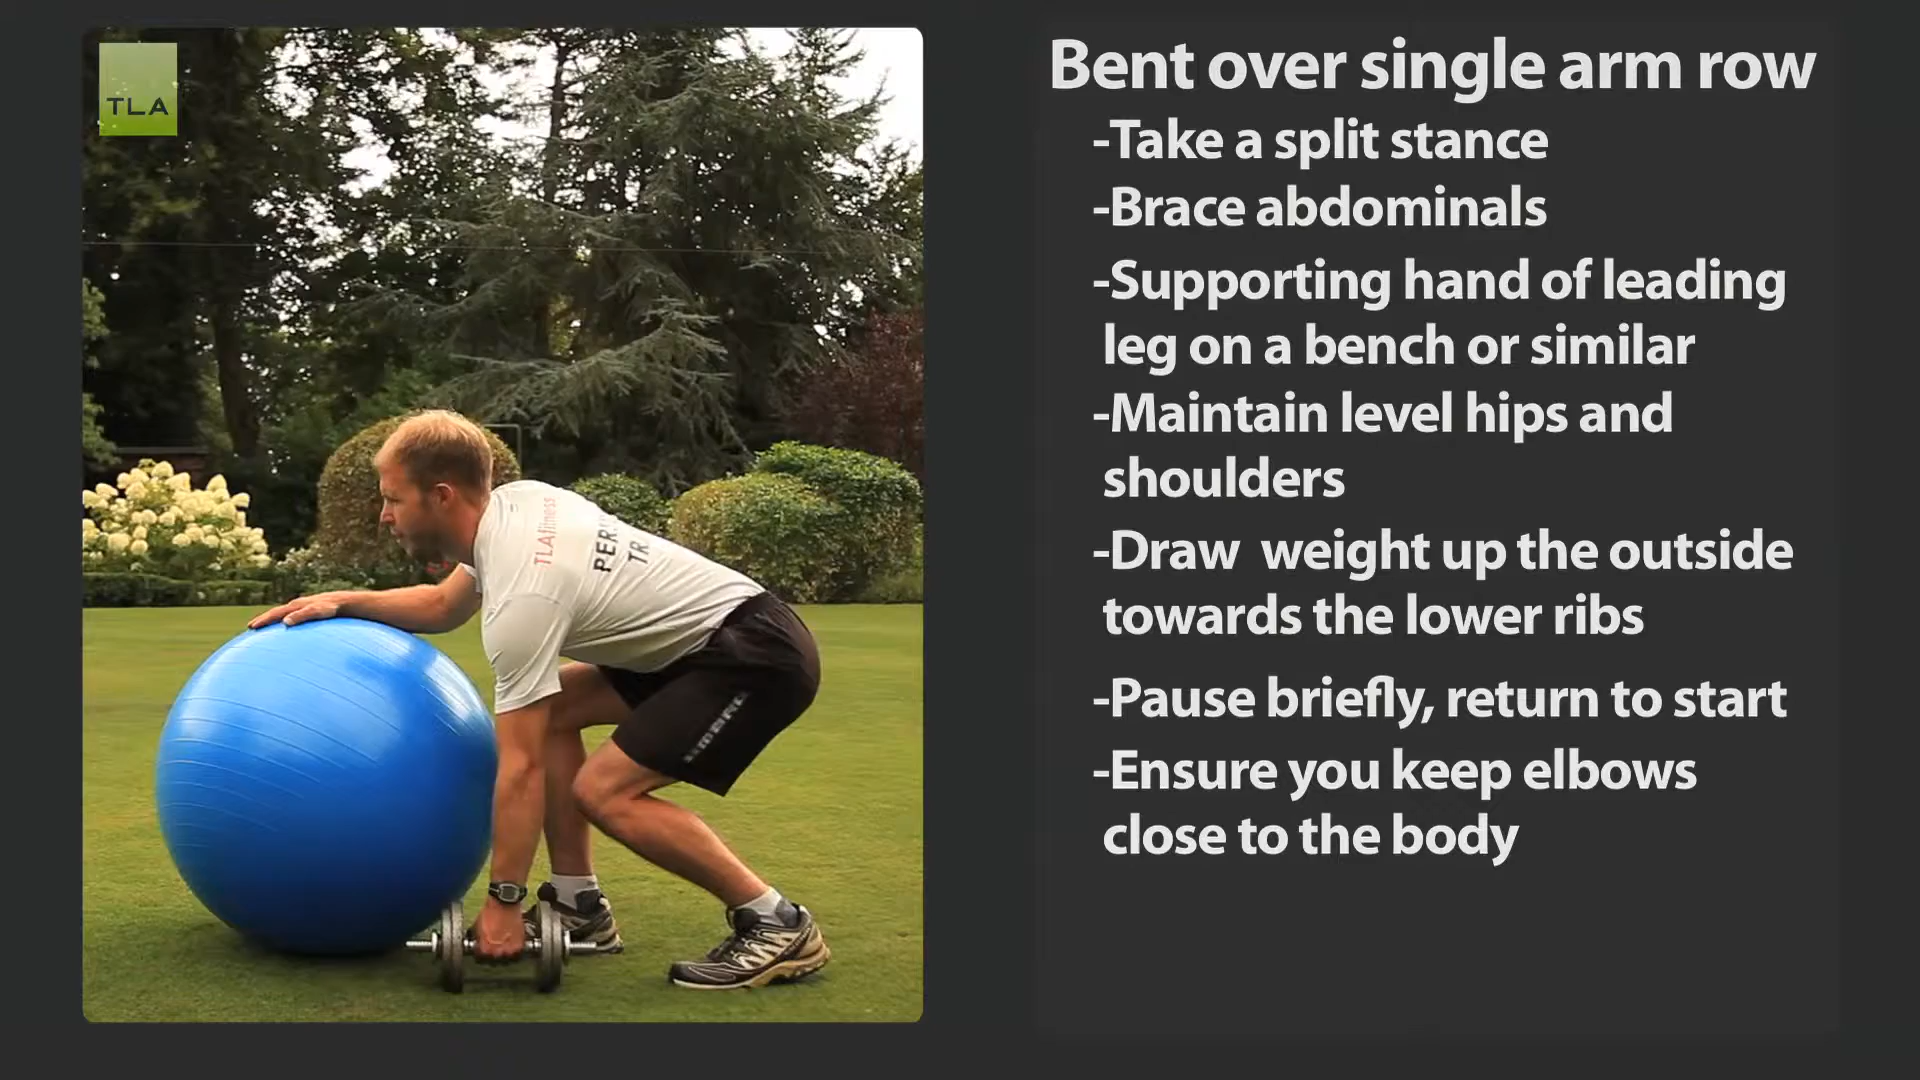 TLA
Bent over single arm row
-Take a split stance
-Brace abdominals
-Supporting hand of leading
leg on a bench or similar
-Maintain level hips and
shoulders
-Draw  weight up the outside
towards the lower ribs
-Pause briefly, return to start
-Ensure you keep elbows
close to the body
TLAfitness